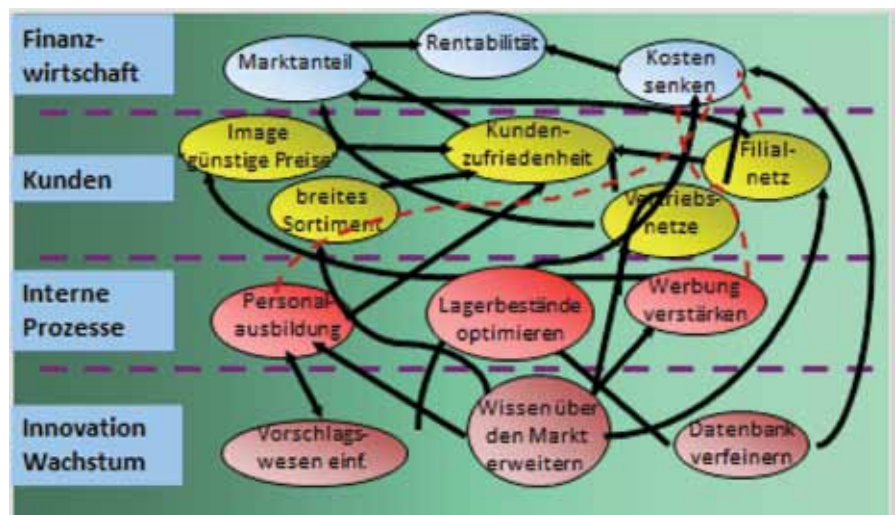 Finanz-
wirtschaft
Marktanteil
Rentabilität
Kosten
senken
Kunden
Image
"günstige Preise"
Kunden-
zufriedenheit
Filial-
netz
breites
Sortiment
Vertriebs-
netze
Interne
Prozesse
Personal-
ausbildung
Lagerbestände
optimieren
Werbung
verstärken
Innovation
Wachstum
Vorschlags-
wesen einf.
Wissen über
den Markt
erweitern
Datenbank
verfeinern